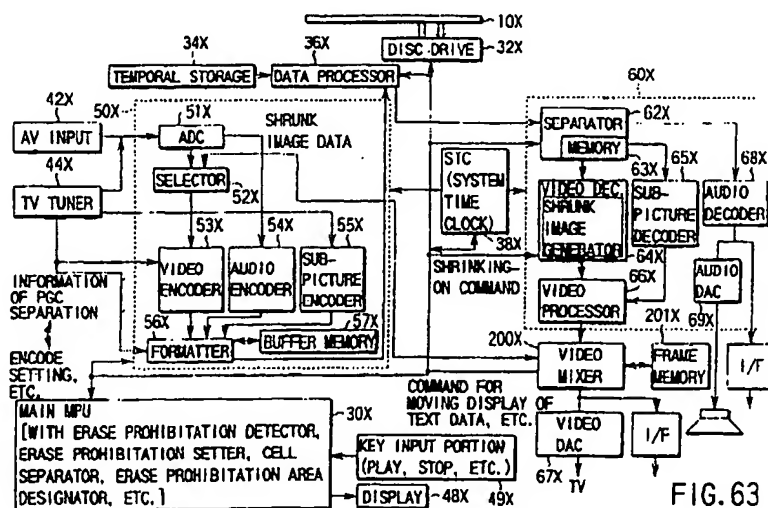 10X
34X
36X
DISC DRIVE
32X
TEMPORAL STORAGE
DATA PROCESSOR
60X
42X
50X
51X
AV INPUT
ADC
SHRUNK
IMAGE DATA
62X
SEPARATOR
MEMORY
44X
TV TUNER
SELECTOR
52X
STC
(SYSTEM
TIME
CLOCK)
38X
63X
65X
68X
VIDEO DEC.
SHRUNK
IMAGE
GENERATOR
SUB-
PICTURE
DECODER
AUDIO
DECODER
53X
54X
55X
64X
SHRINKING-
ON COMMAND
66X
INFORMATION
OF PGC
SEPARATION
VIDEO
ENCODER
AUDIO
ENCODER
SUB-
PICTURE
ENCODER
VIDEO
PROCESSOR
AUDIO
DAC
69X
56X
57X
FORMATTER
BUFFER MEMORY
200X
201X
ENCODE
SETTING,
ETC.
VIDEO
MIXER
FRAME
MEMORY
I/F
30X
COMMAND FOR
MOVING DISPLAY OF
TEXT DATA, ETC.
MAIN MPU
[WITH ERASE PROHIBITION DETECTOR,
ERASE PROHIBITION SETTER, CELL
SEPARATOR, ERASE PROHIBITION AREA
DESIGNATOR, ETC.]
KEY INPUT PORTION
(PLAY, STOP, ETC.)
49X
DISPLAY
48X
VIDEO
DAC
67X
I/F
TV
FIG. 63